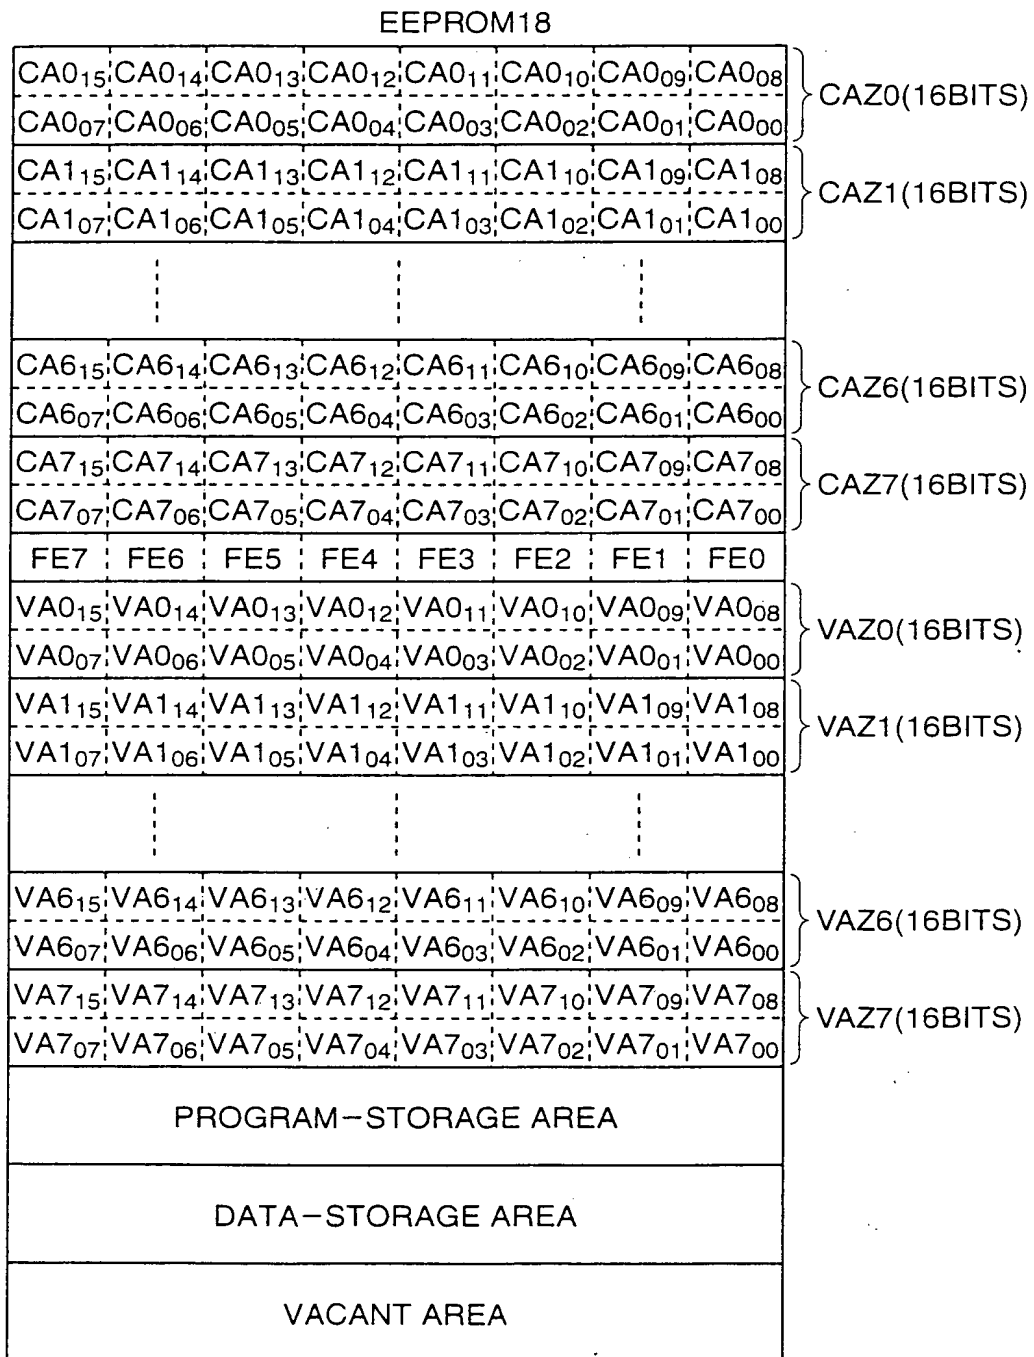 EEPROM18
CA0₁₅ CA0₁₄ CA0₁₃ CA0₁₂ CA0₁₁ CA0₁₀ CA0₀₉ CA0₀₈
CAZ0(16BITS)
CA0₀₇ CA0₀₆ CA0₀₅ CA0₀₄ CA0₀₃ CA0₀₂ CA0₀₁ CA0₀₀
CA1₁₅ CA1₁₄ CA1₁₃ CA1₁₂ CA1₁₁ CA1₁₀ CA1₀₉ CA1₀₈
CAZ1(16BITS)
CA1₀₇ CA1₀₆ CA1₀₅ CA1₀₄ CA1₀₃ CA1₀₂ CA1₀₁ CA1₀₀
CA6₁₅ CA6₁₄ CA6₁₃ CA6₁₂ CA6₁₁ CA6₁₀ CA6₀₉ CA6₀₈
CAZ6(16BITS)
CA6₀₇ CA6₀₆ CA6₀₅ CA6₀₄ CA6₀₃ CA6₀₂ CA6₀₁ CA6₀₀
CA7₁₅ CA7₁₄ CA7₁₃ CA7₁₂ CA7₁₁ CA7₁₀ CA7₀₉ CA7₀₈
CAZ7(16BITS)
CA7₀₇ CA7₀₆ CA7₀₅ CA7₀₄ CA7₀₃ CA7₀₂ CA7₀₁ CA7₀₀
FE7 FE6 FE5 FE4 FE3 FE2 FE1 FE0
VA0₁₅ VA0₁₄ VA0₁₃ VA0₁₂ VA0₁₁ VA0₁₀ VA0₀₉ VA0₀₈
VAZ0(16BITS)
VA0₀₇ VA0₀₆ VA0₀₅ VA0₀₄ VA0₀₃ VA0₀₂ VA0₀₁ VA0₀₀
VA1₁₅ VA1₁₄ VA1₁₃ VA1₁₂ VA1₁₁ VA1₁₀ VA1₀₉ VA1₀₈
VAZ1(16BITS)
VA1₀₇ VA1₀₆ VA1₀₅ VA1₀₄ VA1₀₃ VA1₀₂ VA1₀₁ VA1₀₀
VA6₁₅ VA6₁₄ VA6₁₃ VA6₁₂ VA6₁₁ VA6₁₀ VA6₀₉ VA6₀₈
VAZ6(16BITS)
VA6₀₇ VA6₀₆ VA6₀₅ VA6₀₄ VA6₀₃ VA6₀₂ VA6₀₁ VA6₀₀
VA7₁₅ VA7₁₄ VA7₁₃ VA7₁₂ VA7₁₁ VA7₁₀ VA7₀₉ VA7₀₈
VAZ7(16BITS)
VA7₀₇ VA7₀₆ VA7₀₅ VA7₀₄ VA7₀₃ VA7₀₂ VA7₀₁ VA7₀₀
PROGRAM-STORAGE AREA
DATA-STORAGE AREA
VACANT AREA